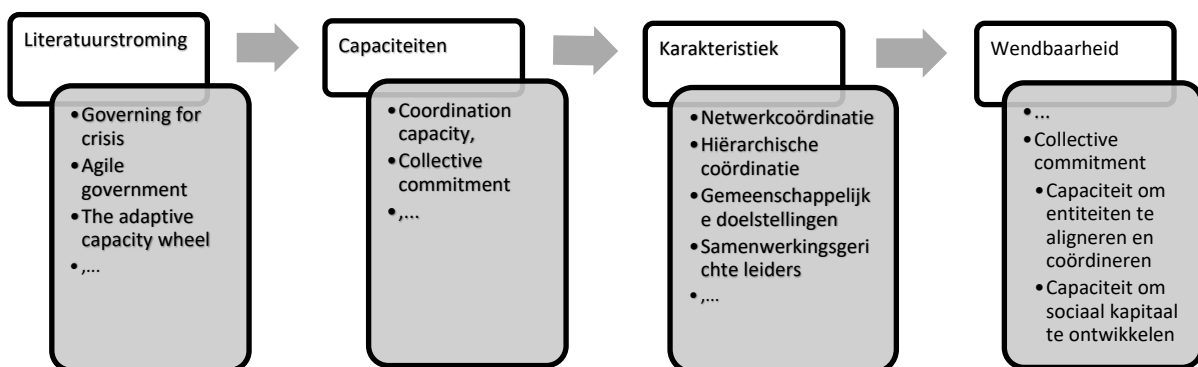 Literatuurstroming
•Governing for
crisis
•Agile
government
•The adaptive
capacity wheel
•,...
Capaciteiten
•Coordination
capacity,
•Collective
commitment
•,...
Karakteristiek
•Netwerkcoördinatie
•Hiërarchische
coördinatie
•Gemeenschappelijk
e doelstellingen
•Samenwerkingsgeri
chte leiders
•,...
Wendbaarheid
•...
•Collective
commitment
•Capaciteit om
entiteiten te
aligneren en
coördineren
•Capaciteit om
sociaal kapitaal
te ontwikkelen